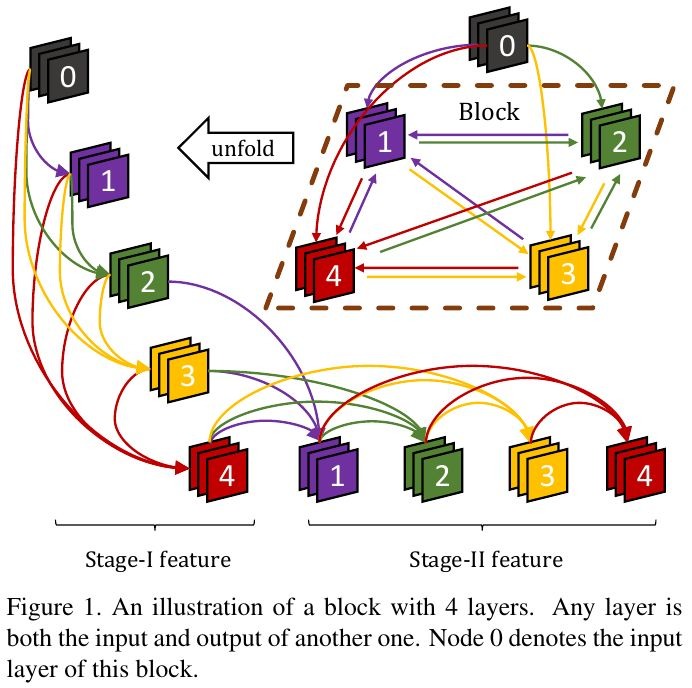 0
0
Block
1
2
unfold
1
4
3
2
3
4
1
2
3
4
Stage-I feature
Stage-II feature
Figure 1. An illustration of a block with 4 layers. Any layer is
both the input and output of another one. Node 0 denotes the input
layer of this block.